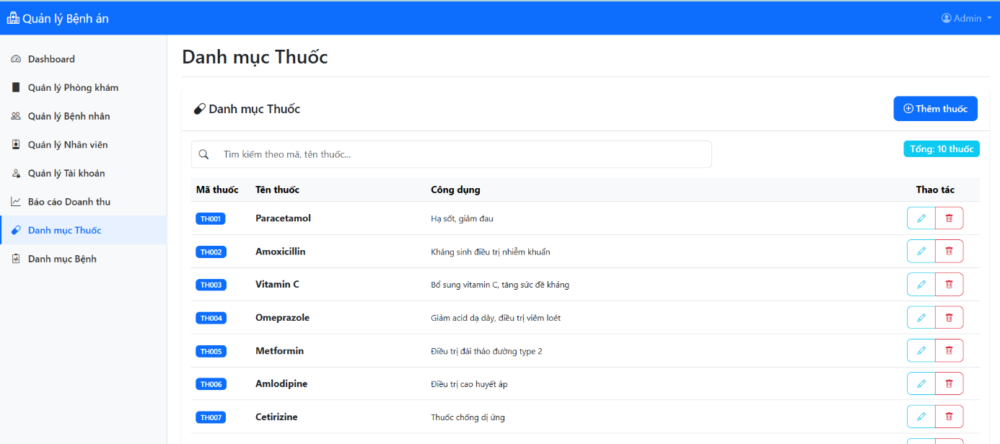 Quản lý Bệnh án
Admin
Dashboard
Quản lý Phòng khám
Quản lý Bệnh nhân
Quản lý Nhân viên
Quản lý Tài khoản
Báo cáo Doanh thu
Danh mục Thuốc
Danh mục Bệnh
Danh mục Thuốc
Danh mục Thuốc
Thêm thuốc
Tìm kiếm theo mã, tên thuốc...
Tổng: 10 thuốc
Mã thuốc Tên thuốc Công dụng Thao tác
TH001 Paracetamol Hạ sốt, giảm đau
TH002 Amoxicillin Kháng sinh điều trị nhiễm khuẩn
TH003 Vitamin C Bổ sung vitamin C, tăng sức đề kháng
TH004 Omeprazole Giảm acid dạ dày, điều trị viêm loét
TH005 Metformin Điều trị đái tháo đường type 2
TH006 Amlodipine Điều trị cao huyết áp
TH007 Cetirizine Thuốc chống dị ứng